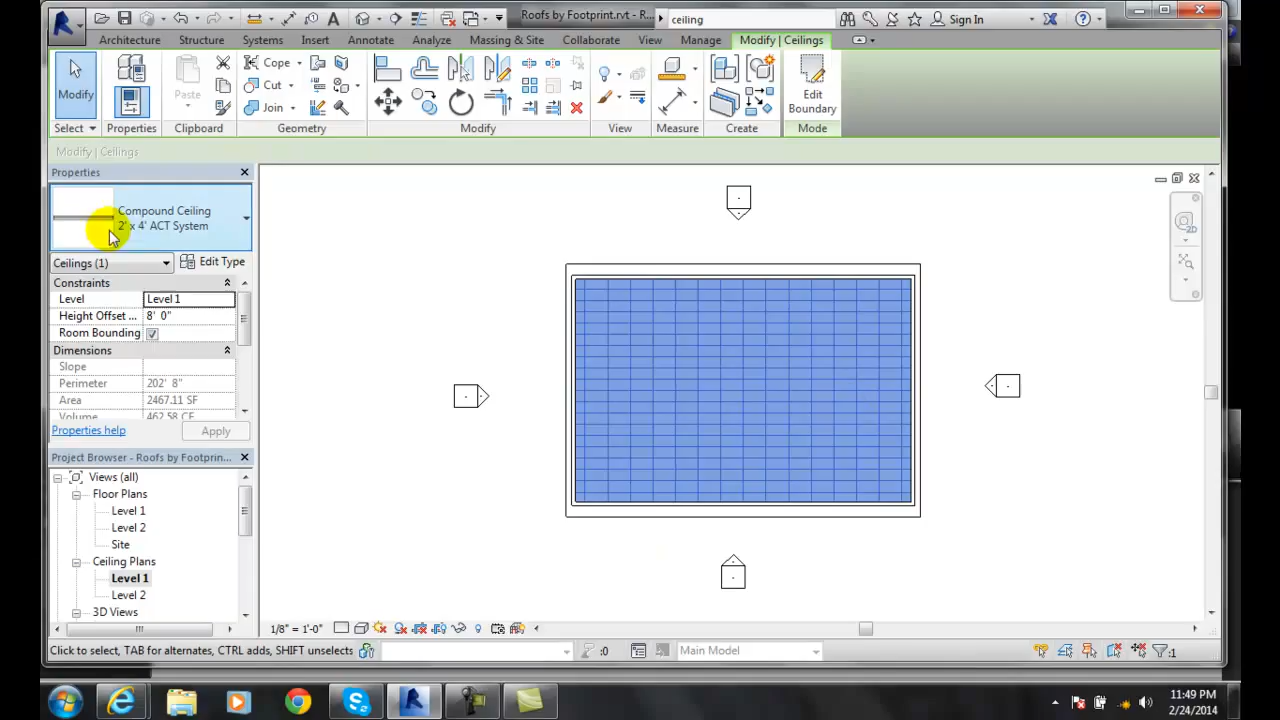 Roofs by Footprint.rvt - R...
ceiling
Sign In
Architecture Structure Systems Insert Annotate Analyze Massing & Site Collaborate View Manage Modify | Ceilings
Modify
Paste
Cope
Cut
Join
Edit
Boundary
Select Properties Clipboard Geometry Modify View Measure Create Mode
Modify | Ceilings
Properties
Compound Ceiling
2' x 4' ACT System
Ceilings (1) Edit Type
Constraints
Level Level 1
Height Offset ... 8' 0"
Room Bounding
Dimensions
Slope
Perimeter 202' 8"
Area 2467.11 SF
Volume 462.58 CF
Properties help Apply
Project Browser - Roofs by Footprin...
Views (all)
Floor Plans
Level 1
Level 2
Site
Ceiling Plans
Level 1
Level 2
3D Views
2D
1/8" = 1'-0"
Click to select, TAB for alternates, CTRL adds, SHIFT unselects
:0
Main Model
:1
11:49 PM
2/24/2014